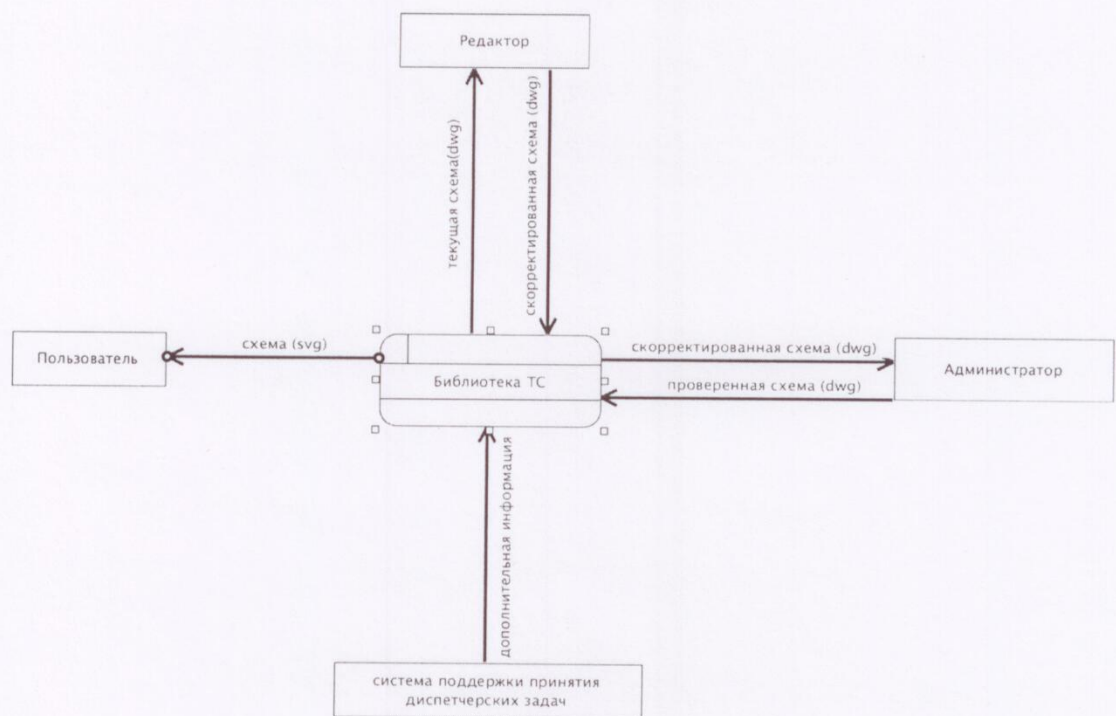 Редактор
текущая схема(dwg)
скорректированная схема (dwg)
Пользователь
схема (svg)
Библиотека ТС
скорректированная схема (dwg)
проверенная схема (dwg)
Администратор
дополнительная информация
система поддержки принятия
диспетчерских задач